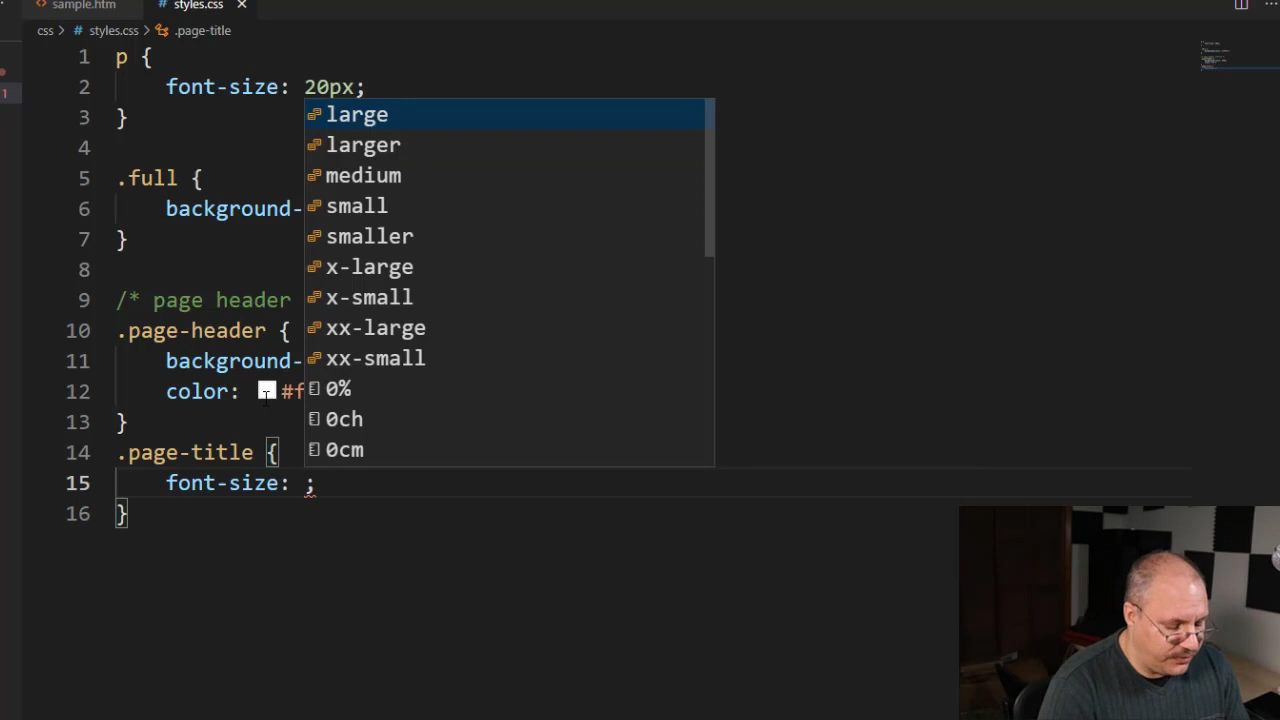 sample.htm styles.css
css > # styles.css > .page-title
1 p {
2 font-size: 20px;
3 }
4
5 .full {
6 background-
7 }
8
9 /* page header
10 .page-header {
11 background-
12 color: #f
13 }
14 .page-title {
15 font-size: ;
16 }
large
larger
medium
small
smaller
x-large
x-small
xx-large
xx-small
0%
0ch
0cm
1